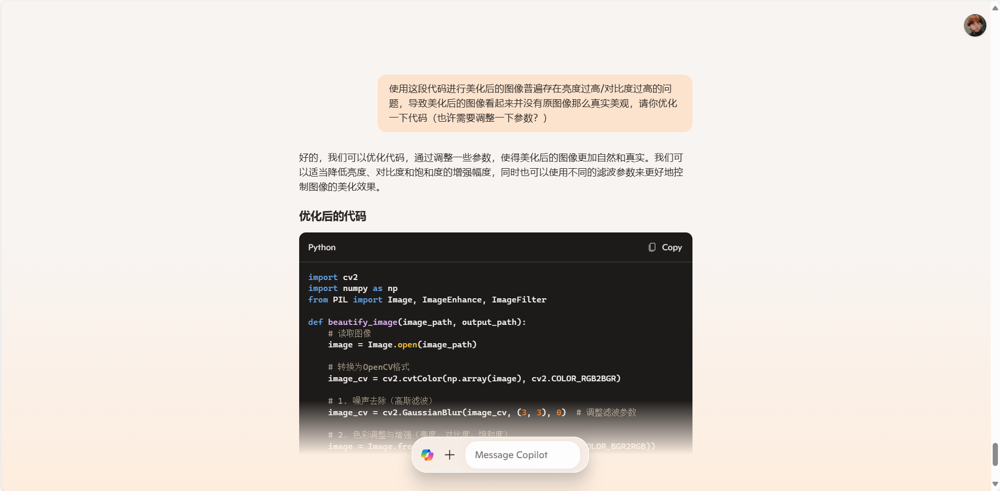 使用这段代码进行美化后的图像普遍存在亮度过高/对比度过高的问
题，导致美化后的图像看起来并没有原图像那么真实美观，请你优化
一下代码（也许需要调整一下参数？）
好的，我们可以优化代码，通过调整一些参数，使得美化后的图像更加自然和真实。我们可
以适当降低亮度、对比度和饱和度的增强幅度，同时也可以使用不同的滤波参数来更好地控
制图像的美化效果。
优化后的代码
Python
Copy
import cv2
import numpy as np
from PIL import Image, ImageEnhance, ImageFilter
def beautify_image(image_path, output_path):
# 读取图像
image = Image.open(image_path)
# 转换为OpenCV格式
image_cv = cv2.cvtColor(np.array(image), cv2.COLOR_RGB2BGR)
# 1. 噪声去除（高斯滤波）
image_cv = cv2.GaussianBlur(image_cv, (3, 3), 0)  # 调整滤波参数
# 2. 色彩调整与增强（亮度、对比度、饱和度）
image = Image.fro OLOR_BGR2RGB))
Message Copilot